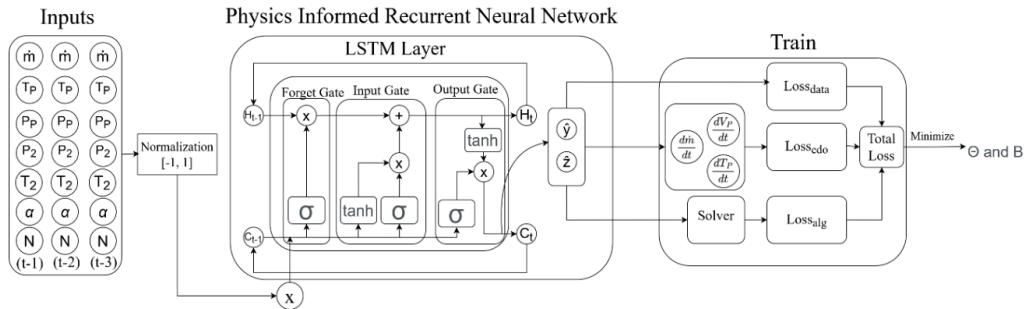 Inputs
ṁ ṁ ṁ
T_P T_P T_P
P_P P_P P_P
P_2 P_2 P_2
T_2 T_2 T_2
α α α
N N N
(t-1) (t-2) (t-3)
Normalization
[-1, 1]
Physics Informed Recurrent Neural Network
LSTM Layer
Forget Gate Input Gate Output Gate
H_{t-1} x + H_t
tanh
x x
σ tanh σ σ
C_{t-1} C_t
x
ŷ
ẑ
Train
Loss_data
dṁ/dt dV_P/dt dT_P/dt
Loss_edo
Solver
Loss_alg
Total
Loss
Minimize
Θ and B